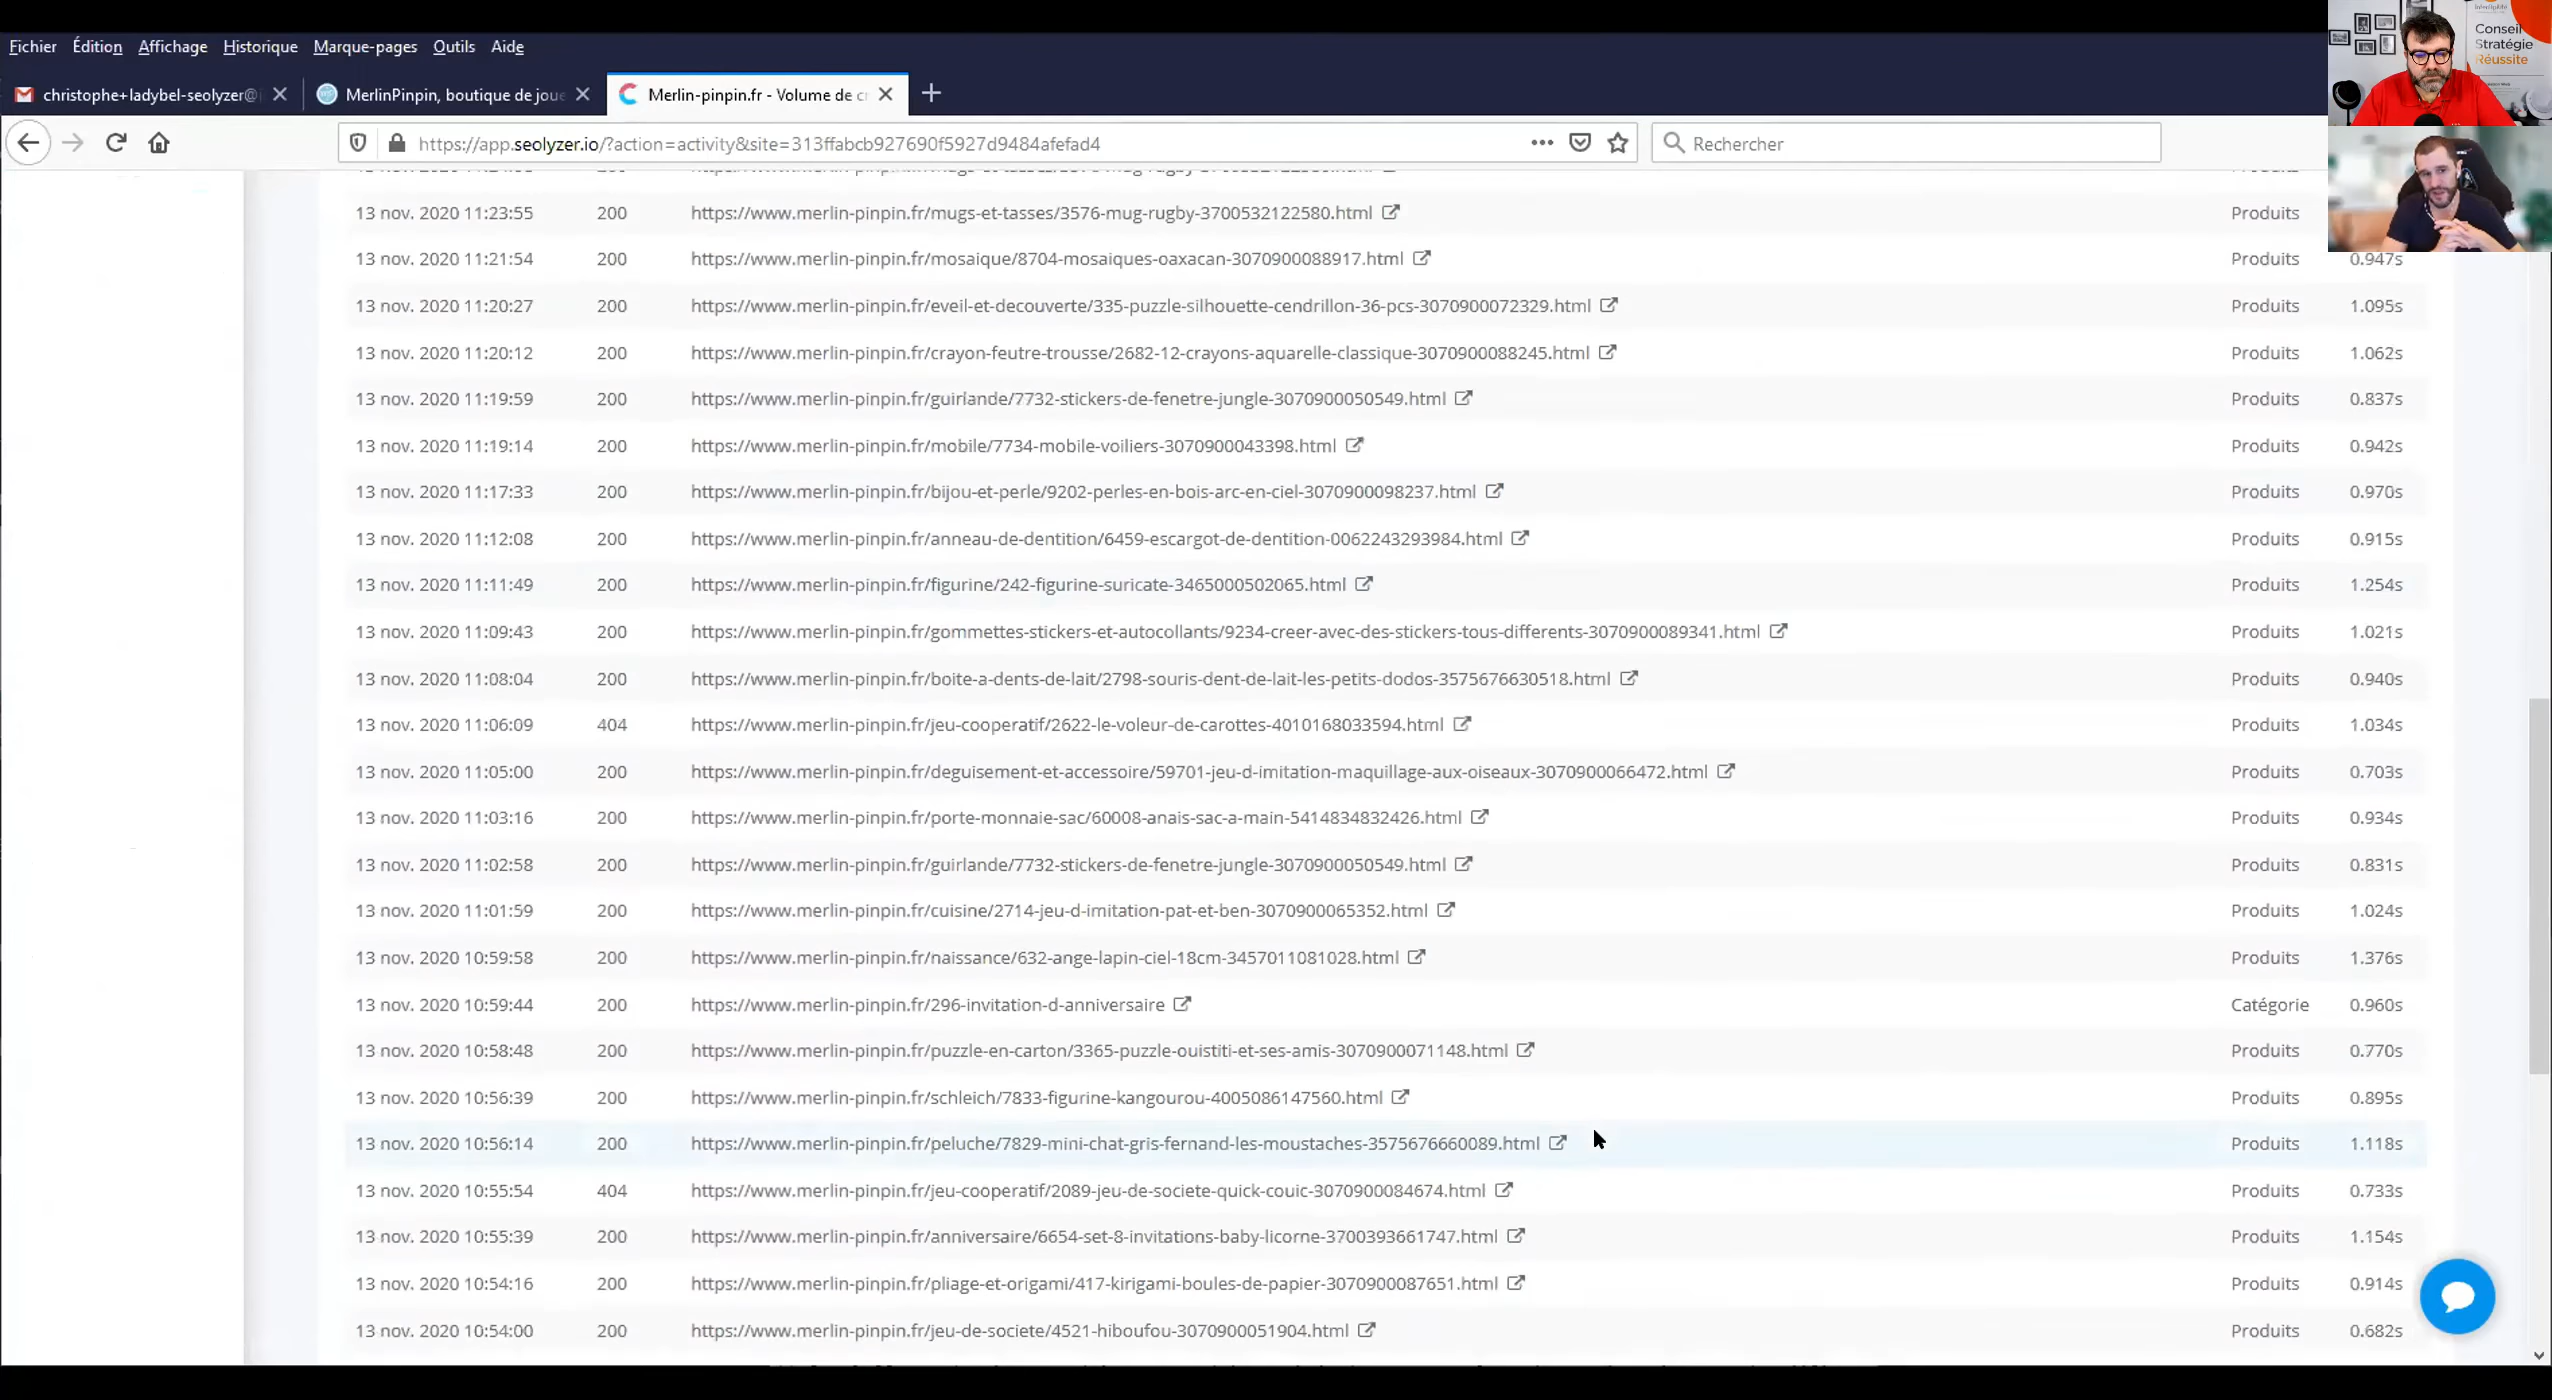 Fichier Édition Affichage Historique Marque-pages Outils Aide
Conseil
Stratégie
Réussite
christophe+ladybel-seolyzer@ MerlinPinpin, boutique de joue Merlin-pinpin.fr - Volume de c
https://app.seolyzer.io/?action=activity&site=313ffabcb927690f5927d9484afefad4 Rechercher
13 nov. 2020 11:23:55 200 https://www.merlin-pinpin.fr/mugs-et-tasses/3576-mug-rugby-3700532122580.html Produits
13 nov. 2020 11:21:54 200 https://www.merlin-pinpin.fr/mosaique/8704-mosaiques-oaxacan-3070900088917.html Produits 0.947s
13 nov. 2020 11:20:27 200 https://www.merlin-pinpin.fr/eveil-et-decouverte/335-puzzle-silhouette-cendrillon-36-pcs-3070900072329.html Produits 1.095s
13 nov. 2020 11:20:12 200 https://www.merlin-pinpin.fr/crayon-feutre-trousse/2682-12-crayons-aquarelle-classique-3070900088245.html Produits 1.062s
13 nov. 2020 11:19:59 200 https://www.merlin-pinpin.fr/guirlande/7732-stickers-de-fenetre-jungle-3070900050549.html Produits 0.837s
13 nov. 2020 11:19:14 200 https://www.merlin-pinpin.fr/mobile/7734-mobile-voiliers-3070900043398.html Produits 0.942s
13 nov. 2020 11:17:33 200 https://www.merlin-pinpin.fr/bijou-et-perle/9202-perles-en-bois-arc-en-ciel-3070900098237.html Produits 0.970s
13 nov. 2020 11:12:08 200 https://www.merlin-pinpin.fr/anneau-de-dentition/6459-escargot-de-dentition-0062243293984.html Produits 0.915s
13 nov. 2020 11:11:49 200 https://www.merlin-pinpin.fr/figurine/242-figurine-suricate-3465000502065.html Produits 1.254s
13 nov. 2020 11:09:43 200 https://www.merlin-pinpin.fr/gommettes-stickers-et-autocollants/9234-creer-avec-des-stickers-tous-differents-3070900089341.html Produits 1.021s
13 nov. 2020 11:08:04 200 https://www.merlin-pinpin.fr/boite-a-dents-de-lait/2798-souris-dent-de-lait-les-petits-dodos-3575676630518.html Produits 0.940s
13 nov. 2020 11:06:09 404 https://www.merlin-pinpin.fr/jeu-cooperatif/2622-le-voleur-de-carottes-4010168033594.html Produits 1.034s
13 nov. 2020 11:05:00 200 https://www.merlin-pinpin.fr/deguisement-et-accessoire/59701-jeu-d-imitation-maquillage-aux-oiseaux-3070900066472.html Produits 0.703s
13 nov. 2020 11:03:16 200 https://www.merlin-pinpin.fr/porte-monnaie-sac/60008-anais-sac-a-main-5414834832426.html Produits 0.934s
13 nov. 2020 11:02:58 200 https://www.merlin-pinpin.fr/guirlande/7732-stickers-de-fenetre-jungle-3070900050549.html Produits 0.831s
13 nov. 2020 11:01:59 200 https://www.merlin-pinpin.fr/cuisine/2714-jeu-d-imitation-pat-et-ben-3070900065352.html Produits 1.024s
13 nov. 2020 10:59:58 200 https://www.merlin-pinpin.fr/naissance/632-ange-lapin-ciel-18cm-3457011081028.html Produits 1.376s
13 nov. 2020 10:59:44 200 https://www.merlin-pinpin.fr/296-invitation-d-anniversaire Catégorie 0.960s
13 nov. 2020 10:58:48 200 https://www.merlin-pinpin.fr/puzzle-en-carton/3365-puzzle-ouistiti-et-ses-amis-3070900071148.html Produits 0.770s
13 nov. 2020 10:56:39 200 https://www.merlin-pinpin.fr/schleich/7833-figurine-kangourou-4005086147560.html Produits 0.895s
13 nov. 2020 10:56:14 200 https://www.merlin-pinpin.fr/peluche/7829-mini-chat-gris-fernand-les-moustaches-3575676660089.html Produits 1.118s
13 nov. 2020 10:55:54 404 https://www.merlin-pinpin.fr/jeu-cooperatif/2089-jeu-de-societe-quick-couic-3070900084674.html Produits 0.733s
13 nov. 2020 10:55:39 200 https://www.merlin-pinpin.fr/anniversaire/6654-set-8-invitations-baby-licorne-3700393661747.html Produits 1.154s
13 nov. 2020 10:54:16 200 https://www.merlin-pinpin.fr/pliage-et-origami/417-kirigami-boules-de-papier-3070900087651.html Produits 0.914s
13 nov. 2020 10:54:00 200 https://www.merlin-pinpin.fr/jeu-de-societe/4521-hiboufou-3070900051904.html Produits 0.682s